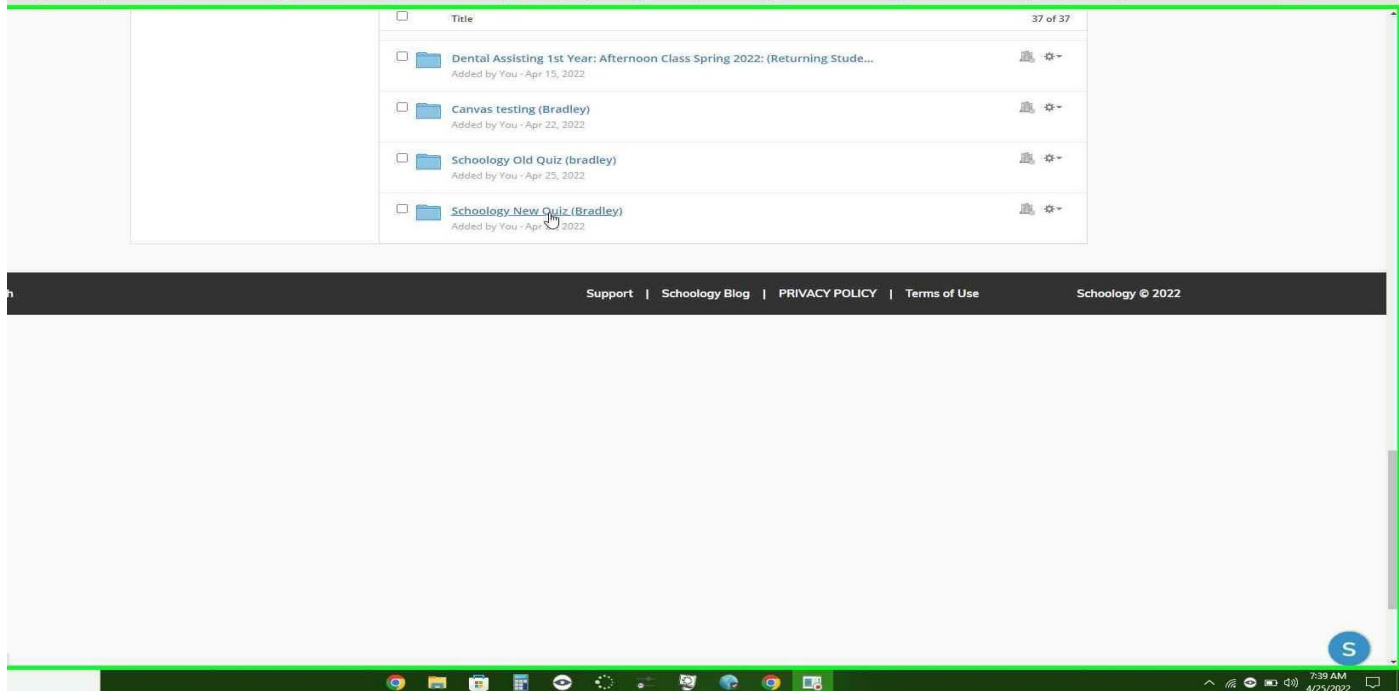 Title 37 of 37
Dental Assisting 1st Year: Afternoon Class Spring 2022: (Returning Stude...
Added by You - Apr 15, 2022
Canvas testing (Bradley)
Added by You - Apr 22, 2022
Schoology Old Quiz (bradley)
Added by You - Apr 25, 2022
Schoology New Quiz (Bradley)
Added by You - Apr 2022
h Support | Schoology Blog | PRIVACY POLICY | Terms of Use Schoology © 2022
S
7:39 AM
4/25/2022